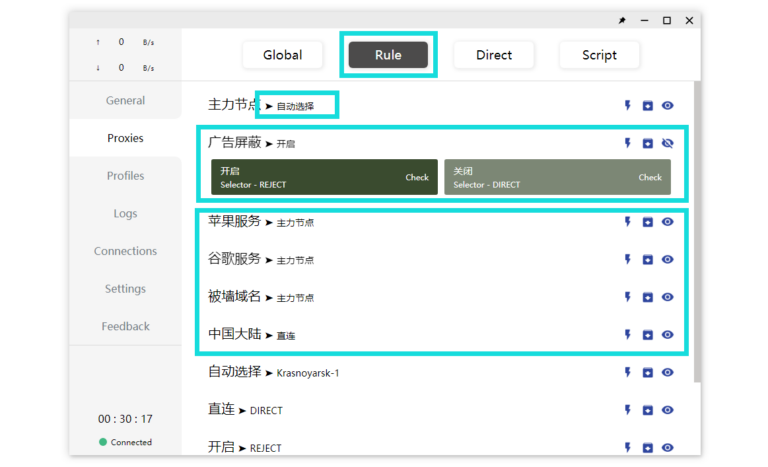 ↑ 0 B/s
↓ 0 B/s
Global Rule Direct Script
General
Proxies
Profiles
Logs
Connections
Settings
Feedback
00 : 30 : 17
Connected
主力节点 ➤ 自动选择
广告屏蔽 ➤ 开启
开启
Selector - REJECT
Check
关闭
Selector - DIRECT
Check
苹果服务 ➤ 主力节点
谷歌服务 ➤ 主力节点
被墙域名 ➤ 主力节点
中国大陆 ➤ 直连
自动选择 ➤ Krasnoyarsk-1
直连 ➤ DIRECT
开启 ➤ REJECT